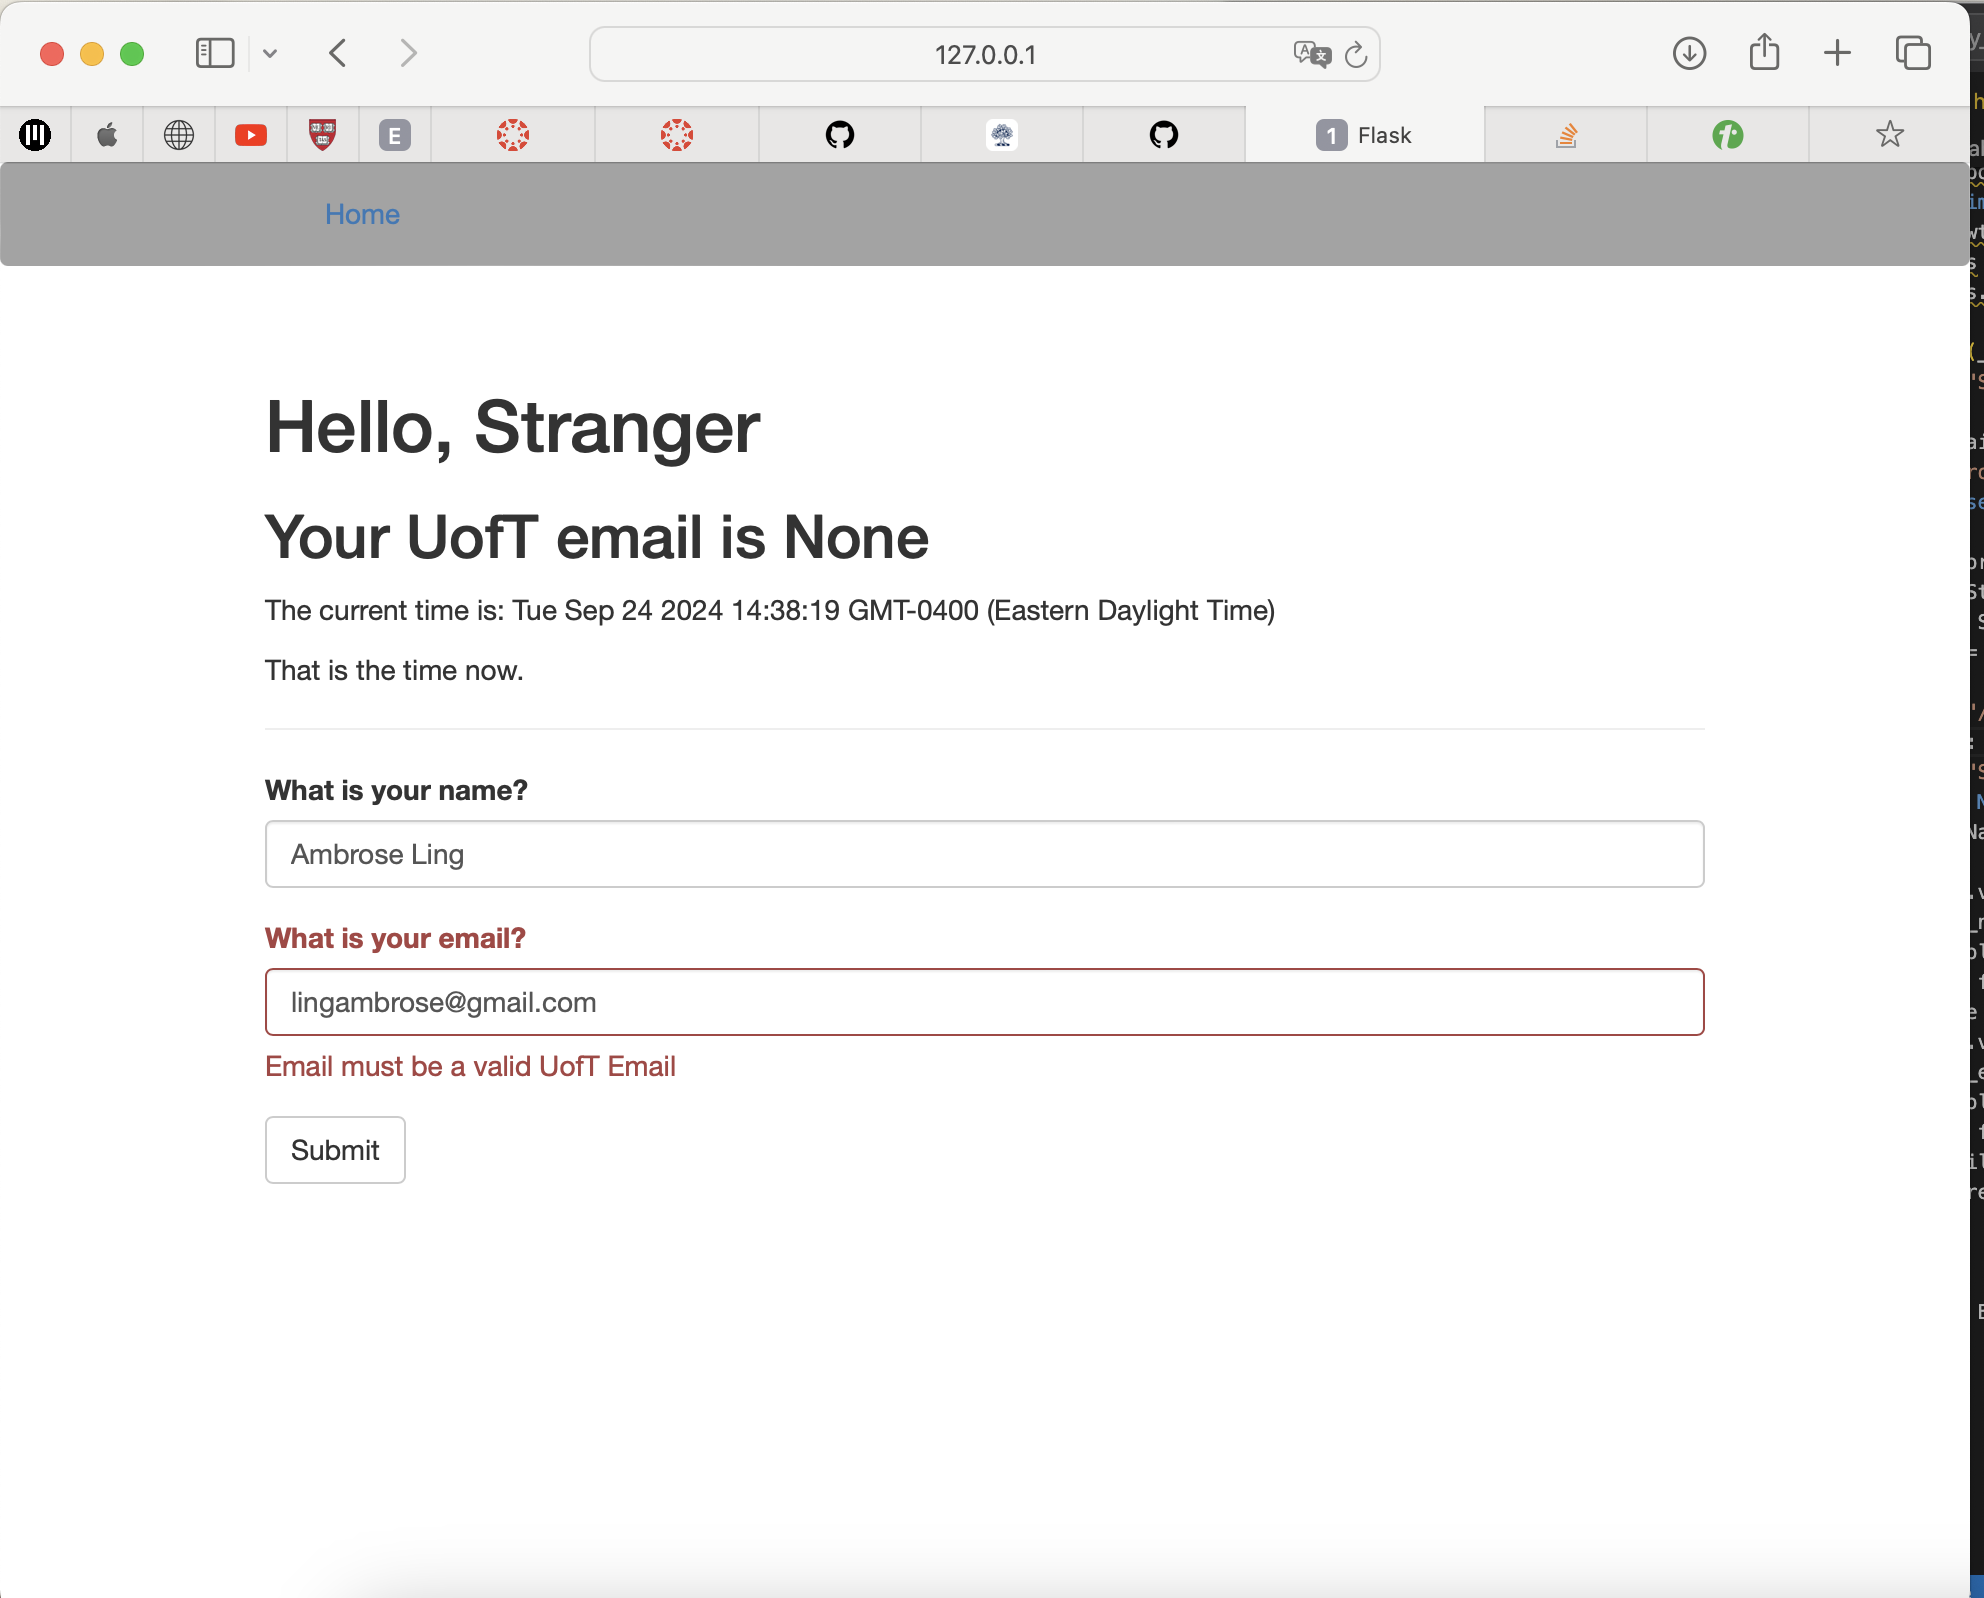 127.0.0.1
E
1 Flask
Home
Hello, Stranger
Your UofT email is None
The current time is: Tue Sep 24 2024 14:38:19 GMT-0400 (Eastern Daylight Time)
That is the time now.
What is your name?
Ambrose Ling
What is your email?
lingambrose@gmail.com
Email must be a valid UofT Email
Submit